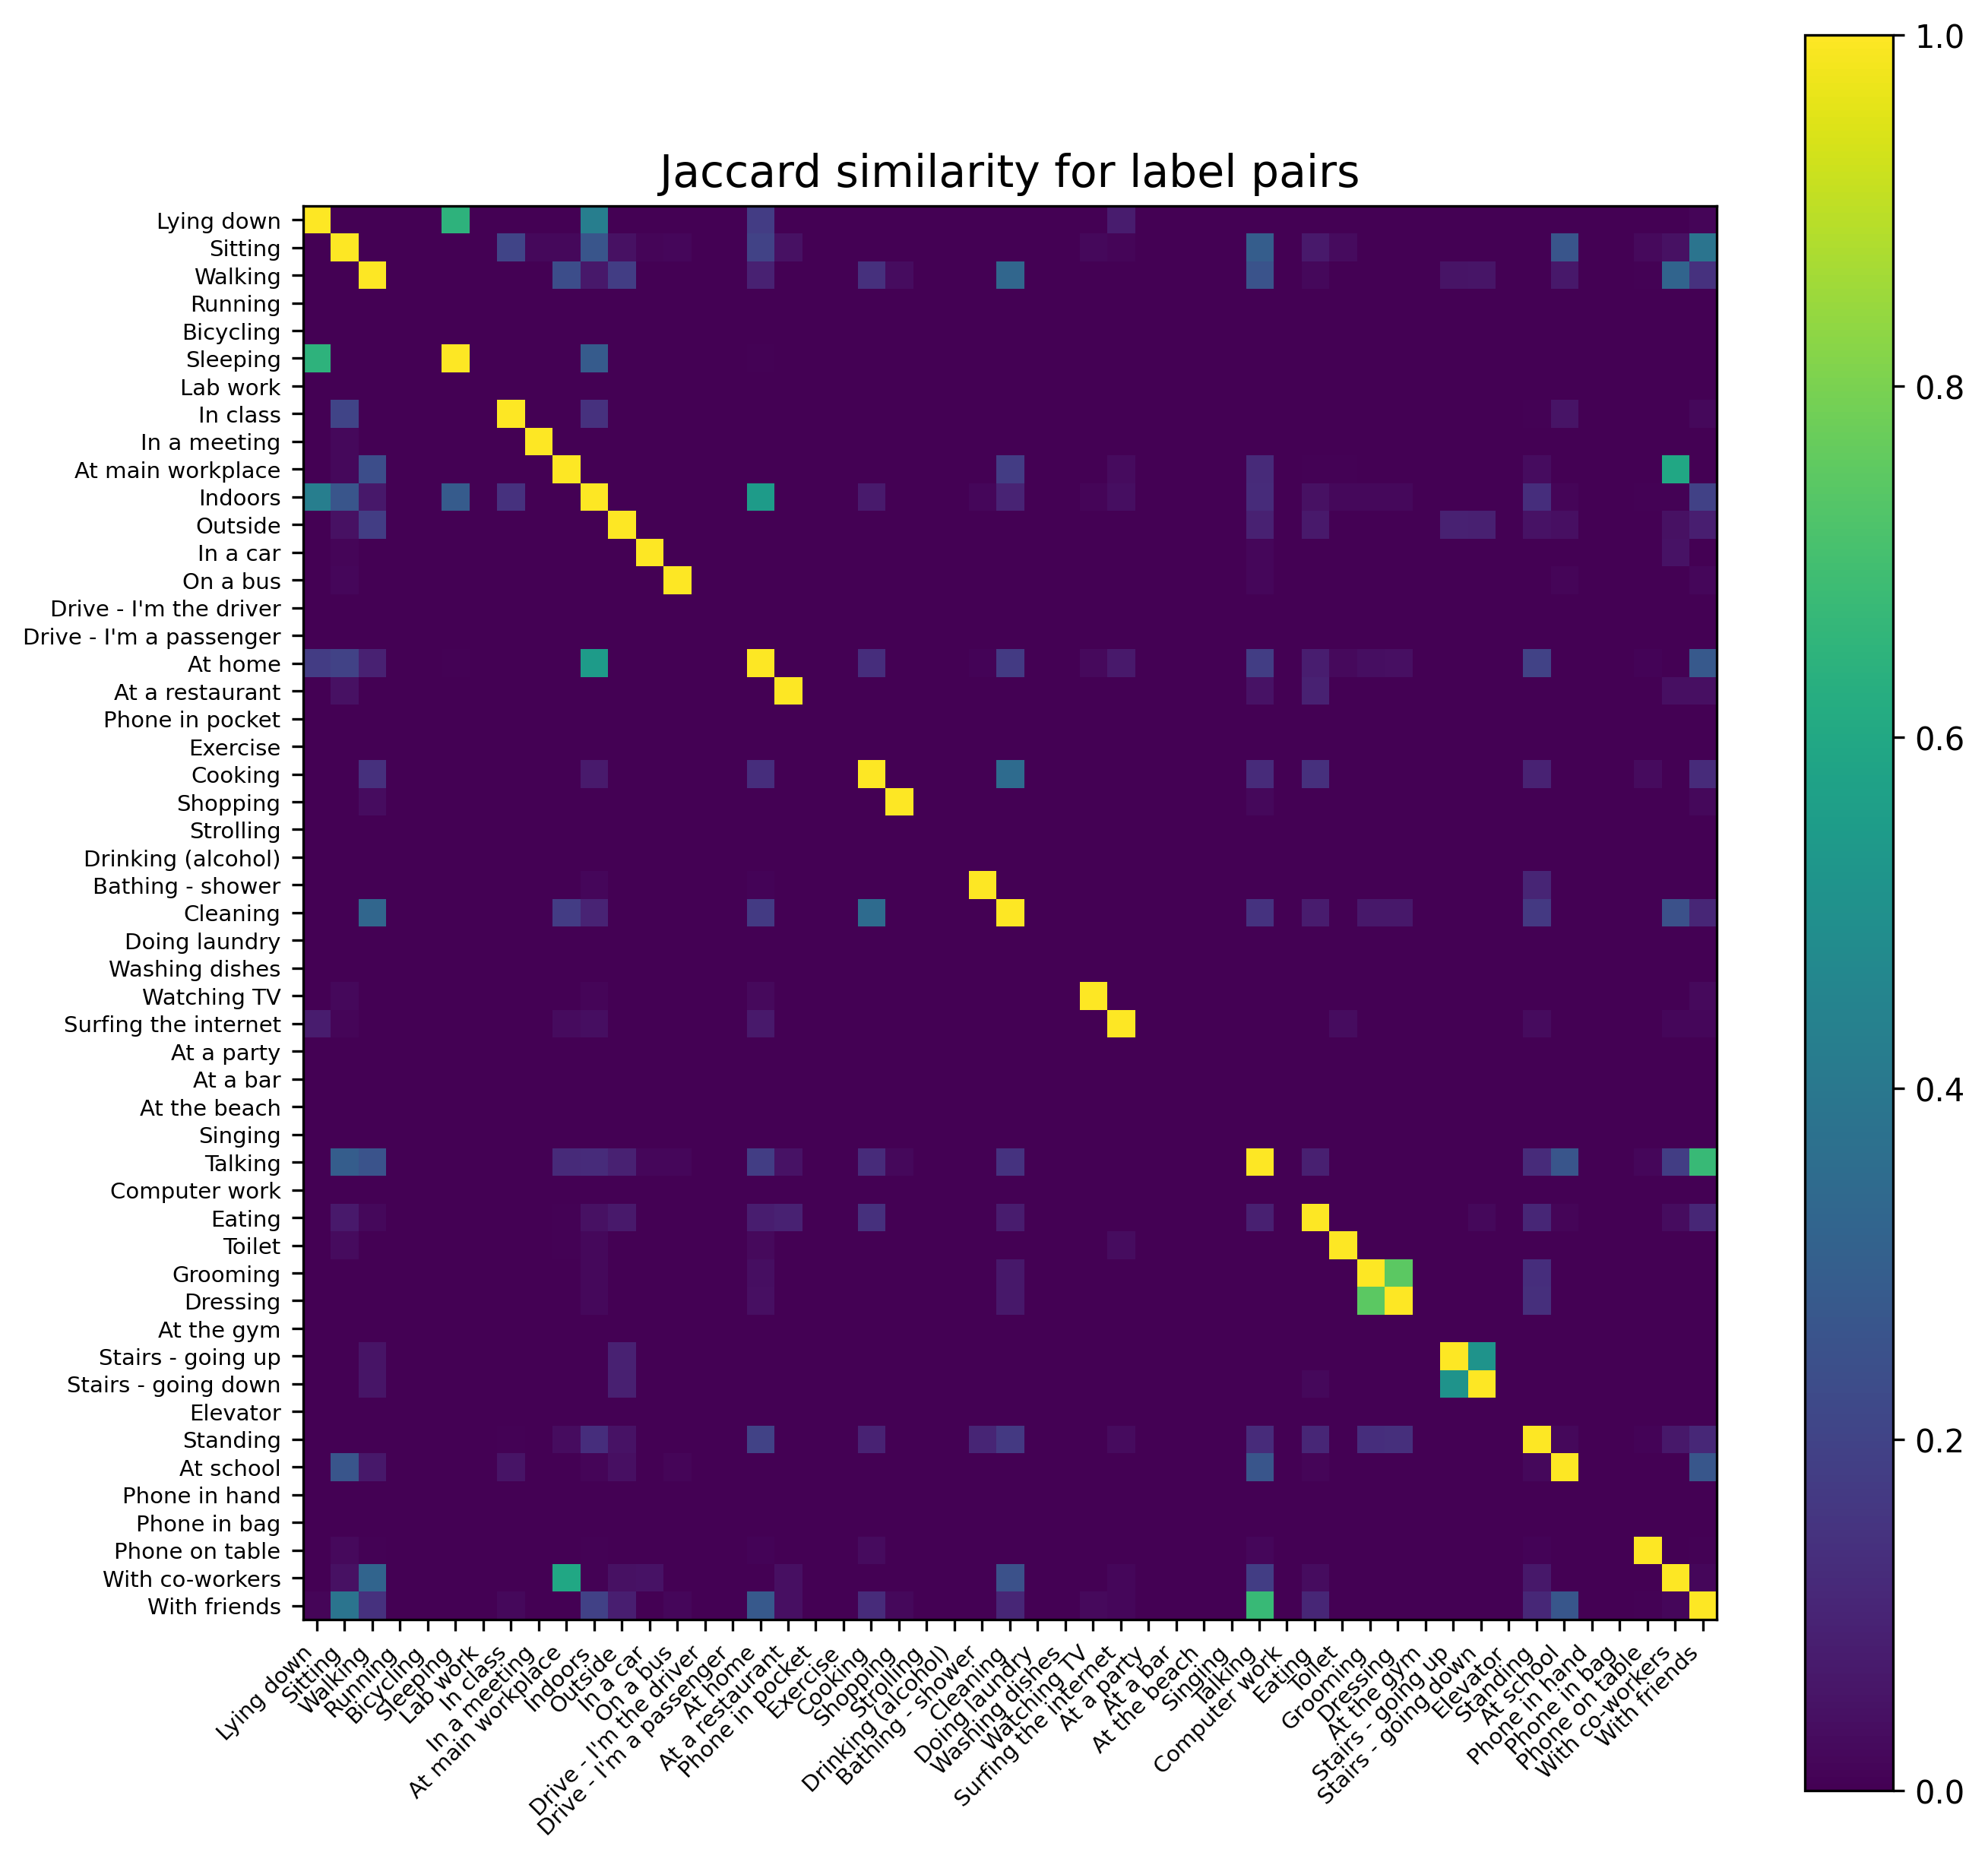 Jaccard similarity for label pairs
Lying down
Sitting
Walking
Running
Bicycling
Sleeping
Lab work
In class
In a meeting
At main workplace
Indoors
Outside
In a car
On a bus
Drive - I'm the driver
Drive - I'm a passenger
At home
At a restaurant
Phone in pocket
Exercise
Cooking
Shopping
Strolling
Drinking (alcohol)
Bathing - shower
Cleaning
Doing laundry
Washing dishes
Watching TV
Surfing the internet
At a party
At a bar
At the beach
Singing
Talking
Computer work
Eating
Toilet
Grooming
Dressing
At the gym
Stairs - going up
Stairs - going down
Elevator
Standing
At school
Phone in hand
Phone in bag
Phone on table
With co-workers
With friends
Lying down
Sitting
Walking
Running
Bicycling
Sleeping
Lab work
In class
In a meeting
At main workplace
Indoors
Outside
In a car
On a bus
Drive - I'm the driver
Drive - I'm a passenger
At home
At a restaurant
Phone in pocket
Exercise
Cooking
Shopping
Strolling
Drinking (alcohol)
Bathing - shower
Cleaning
Doing laundry
Washing dishes
Watching TV
Surfing the internet
At a party
At a bar
At the beach
Singing
Talking
Computer work
Eating
Toilet
Grooming
Dressing
At the gym
Stairs - going up
Stairs - going down
Elevator
Standing
At school
Phone in hand
Phone in bag
Phone on table
With co-workers
With friends
1.0
0.8
0.6
0.4
0.2
0.0